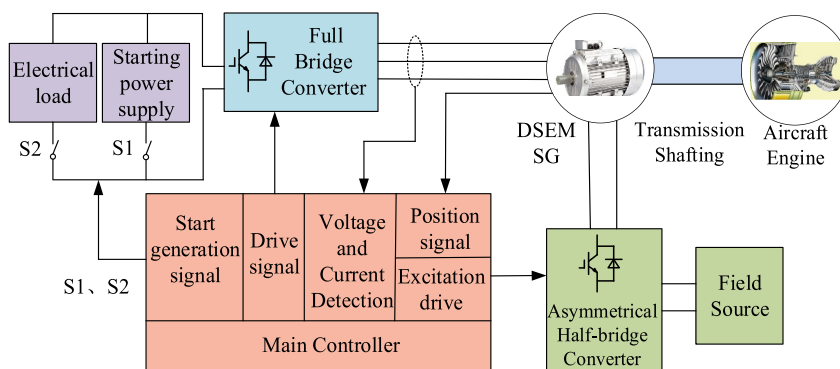 Electrical
load
Starting
power
supply
Full
Bridge
Converter
S2
S1
DSEM
SG
Transmission
Shafting
Aircraft
Engine
Start
generation
signal
Drive
signal
Voltage
and
Current
Detection
Position
signal
Excitation
drive
S1、S2
Main Controller
Asymmetrical
Half-bridge
Converter
Field
Source